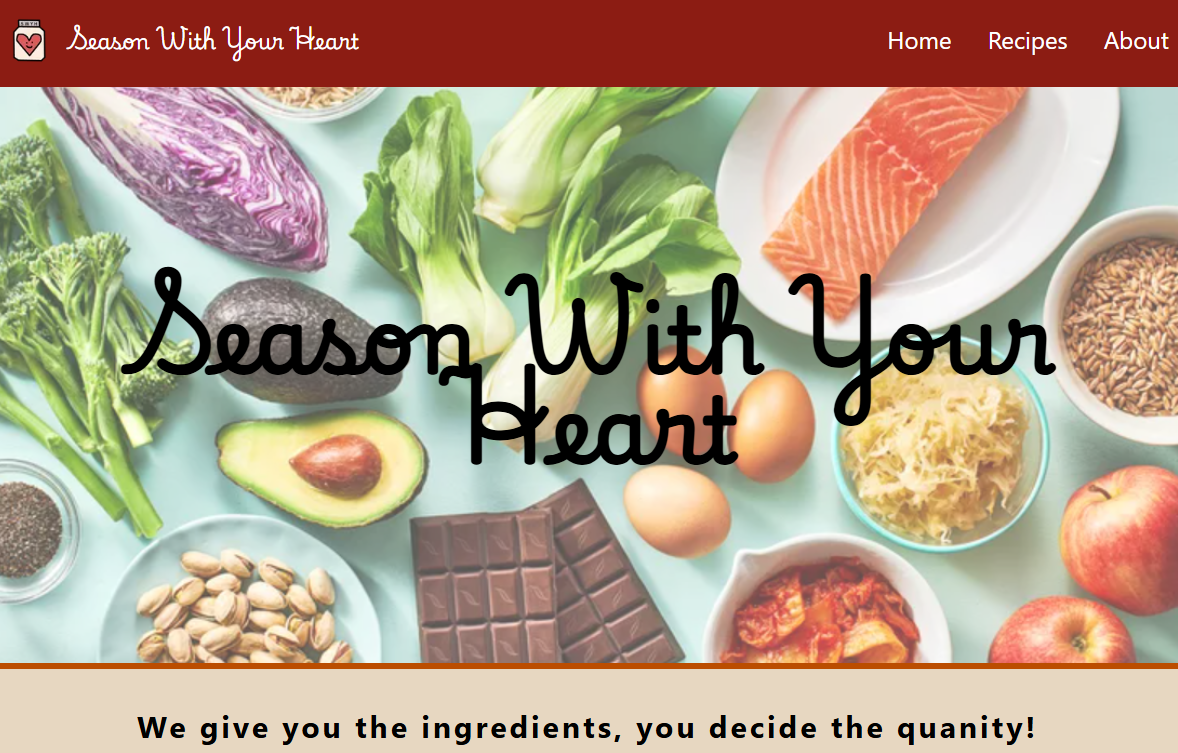 Season With Your Heart
Home Recipes About
Season With Your
Heart
We give you the ingredients, you decide the quanity!